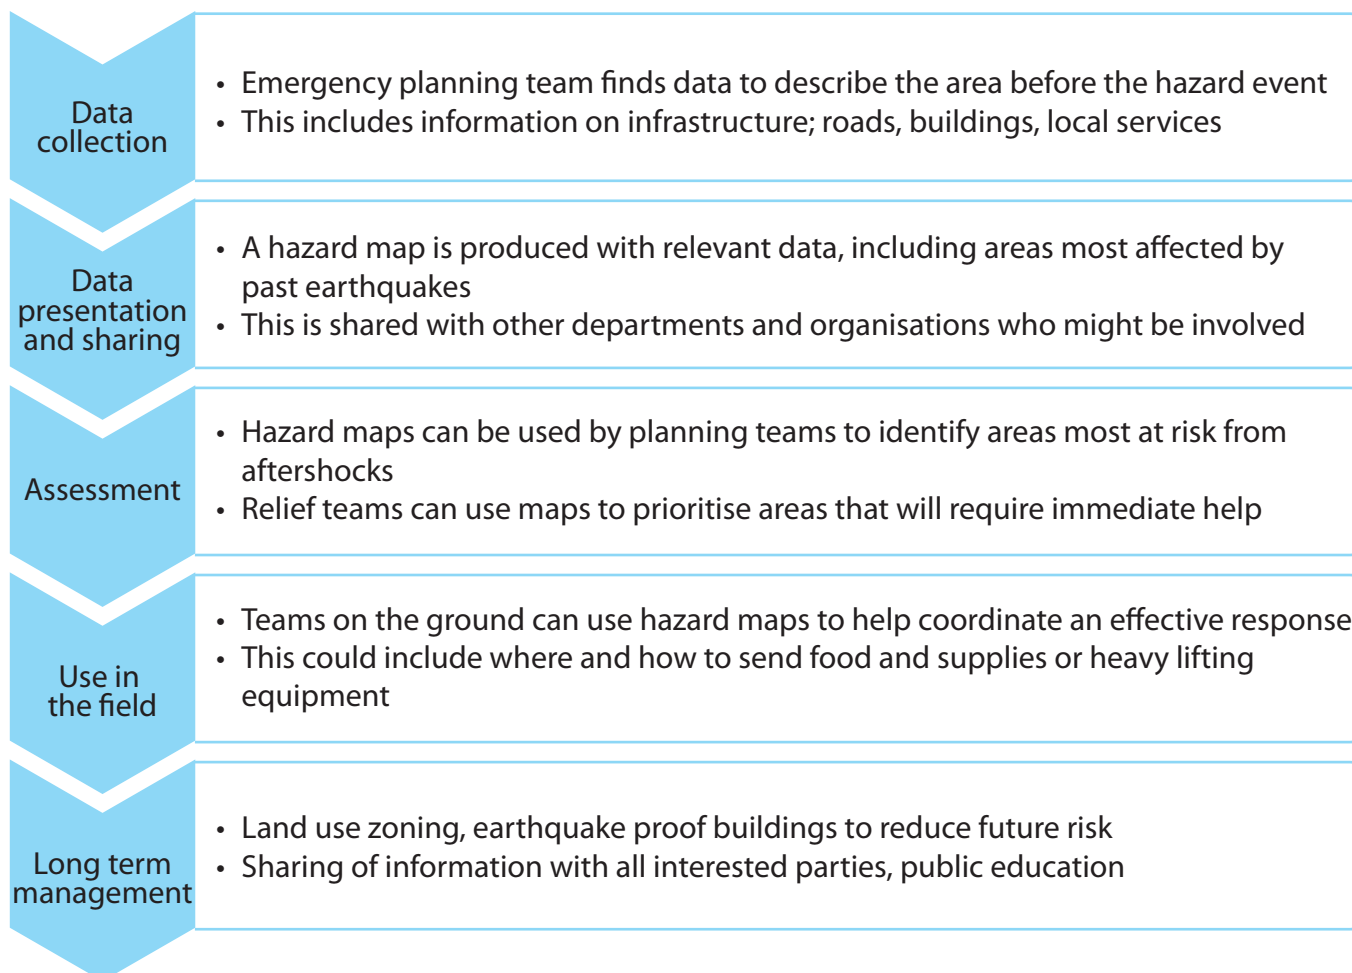 Data
collection
• Emergency planning team finds data to describe the area before the hazard event
• This includes information on infrastructure; roads, buildings, local services
Data
presentation
and sharing
• A hazard map is produced with relevant data, including areas most affected by
past earthquakes
• This is shared with other departments and organisations who might be involved
Assessment
• Hazard maps can be used by planning teams to identify areas most at risk from
aftershocks
• Relief teams can use maps to prioritise areas that will require immediate help
Use in
the field
• Teams on the ground can use hazard maps to help coordinate an effective response
• This could include where and how to send food and supplies or heavy lifting
equipment
Long term
management
• Land use zoning, earthquake proof buildings to reduce future risk
• Sharing of information with all interested parties, public education